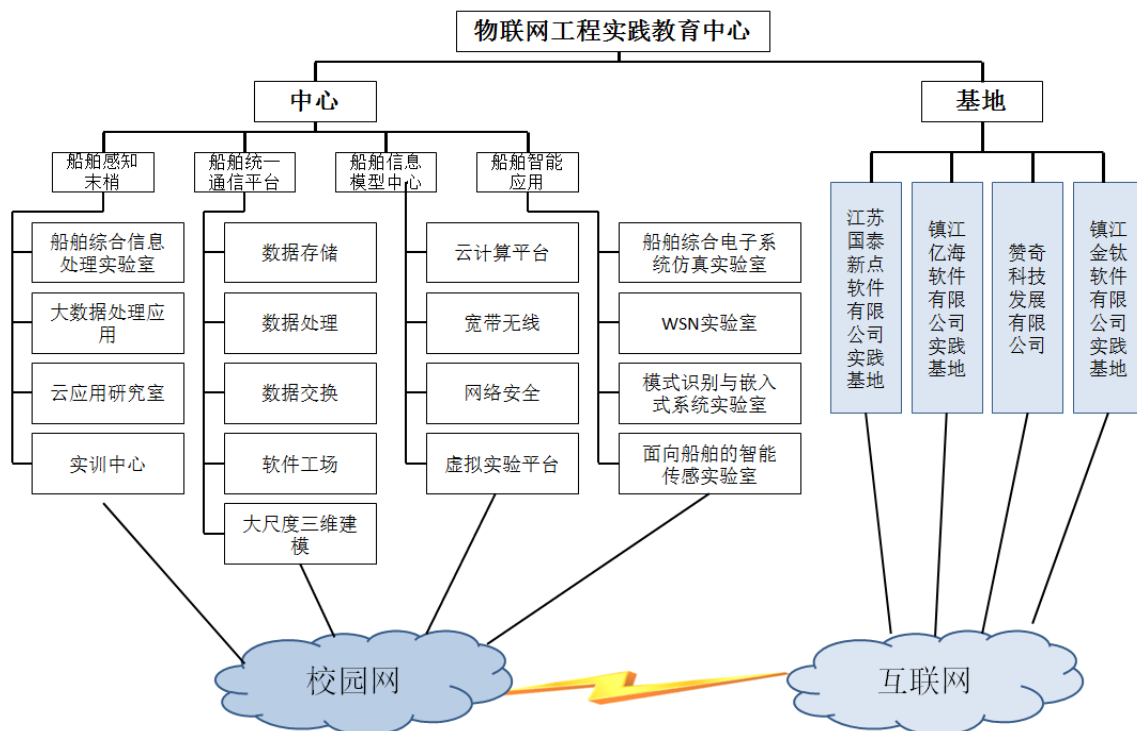 物联网工程实践教育中心
中心
基地
船舶感知
末梢
船舶统一
通信平台
船舶信息
模型中心
船舶智能
应用
船舶综合信息
处理实验室
大数据处理应
用
云应用研究室
实训中心
数据存储
数据处理
数据交换
软件工场
大尺度三维建
模
云计算平台
宽带无线
网络安全
虚拟实验平台
船舶综合电子系
统仿真实验室
WSN实验室
模式识别与嵌入
式系统实验室
面向船舶的智能
传感实验室
江苏
国泰
新点
软件
有限
公司
实践
基地
镇江
亿海
软件
有限
公司
实践
基地
赞奇
科技
发展
有限
公司
镇江
金钛
软件
有限
公司
实践
基地
校园网
互联网